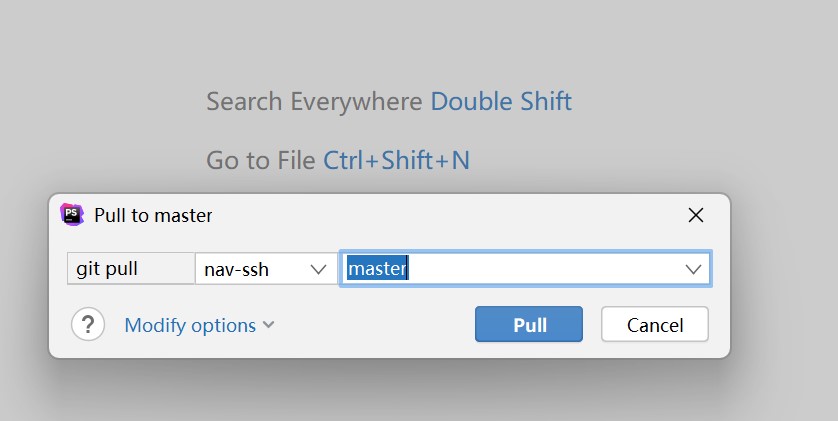 Search Everywhere Double Shift
Go to File Ctrl+Shift+N
PS
Pull to master
git pull
nav-ssh
master
?
Modify options
Pull
Cancel